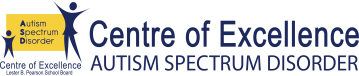 Autism
Spectrum
Disorder
Centre of Excellence
Lester B. Pearson School Board
Centre of Excellence
AUTISM SPECTRUM DISORDER